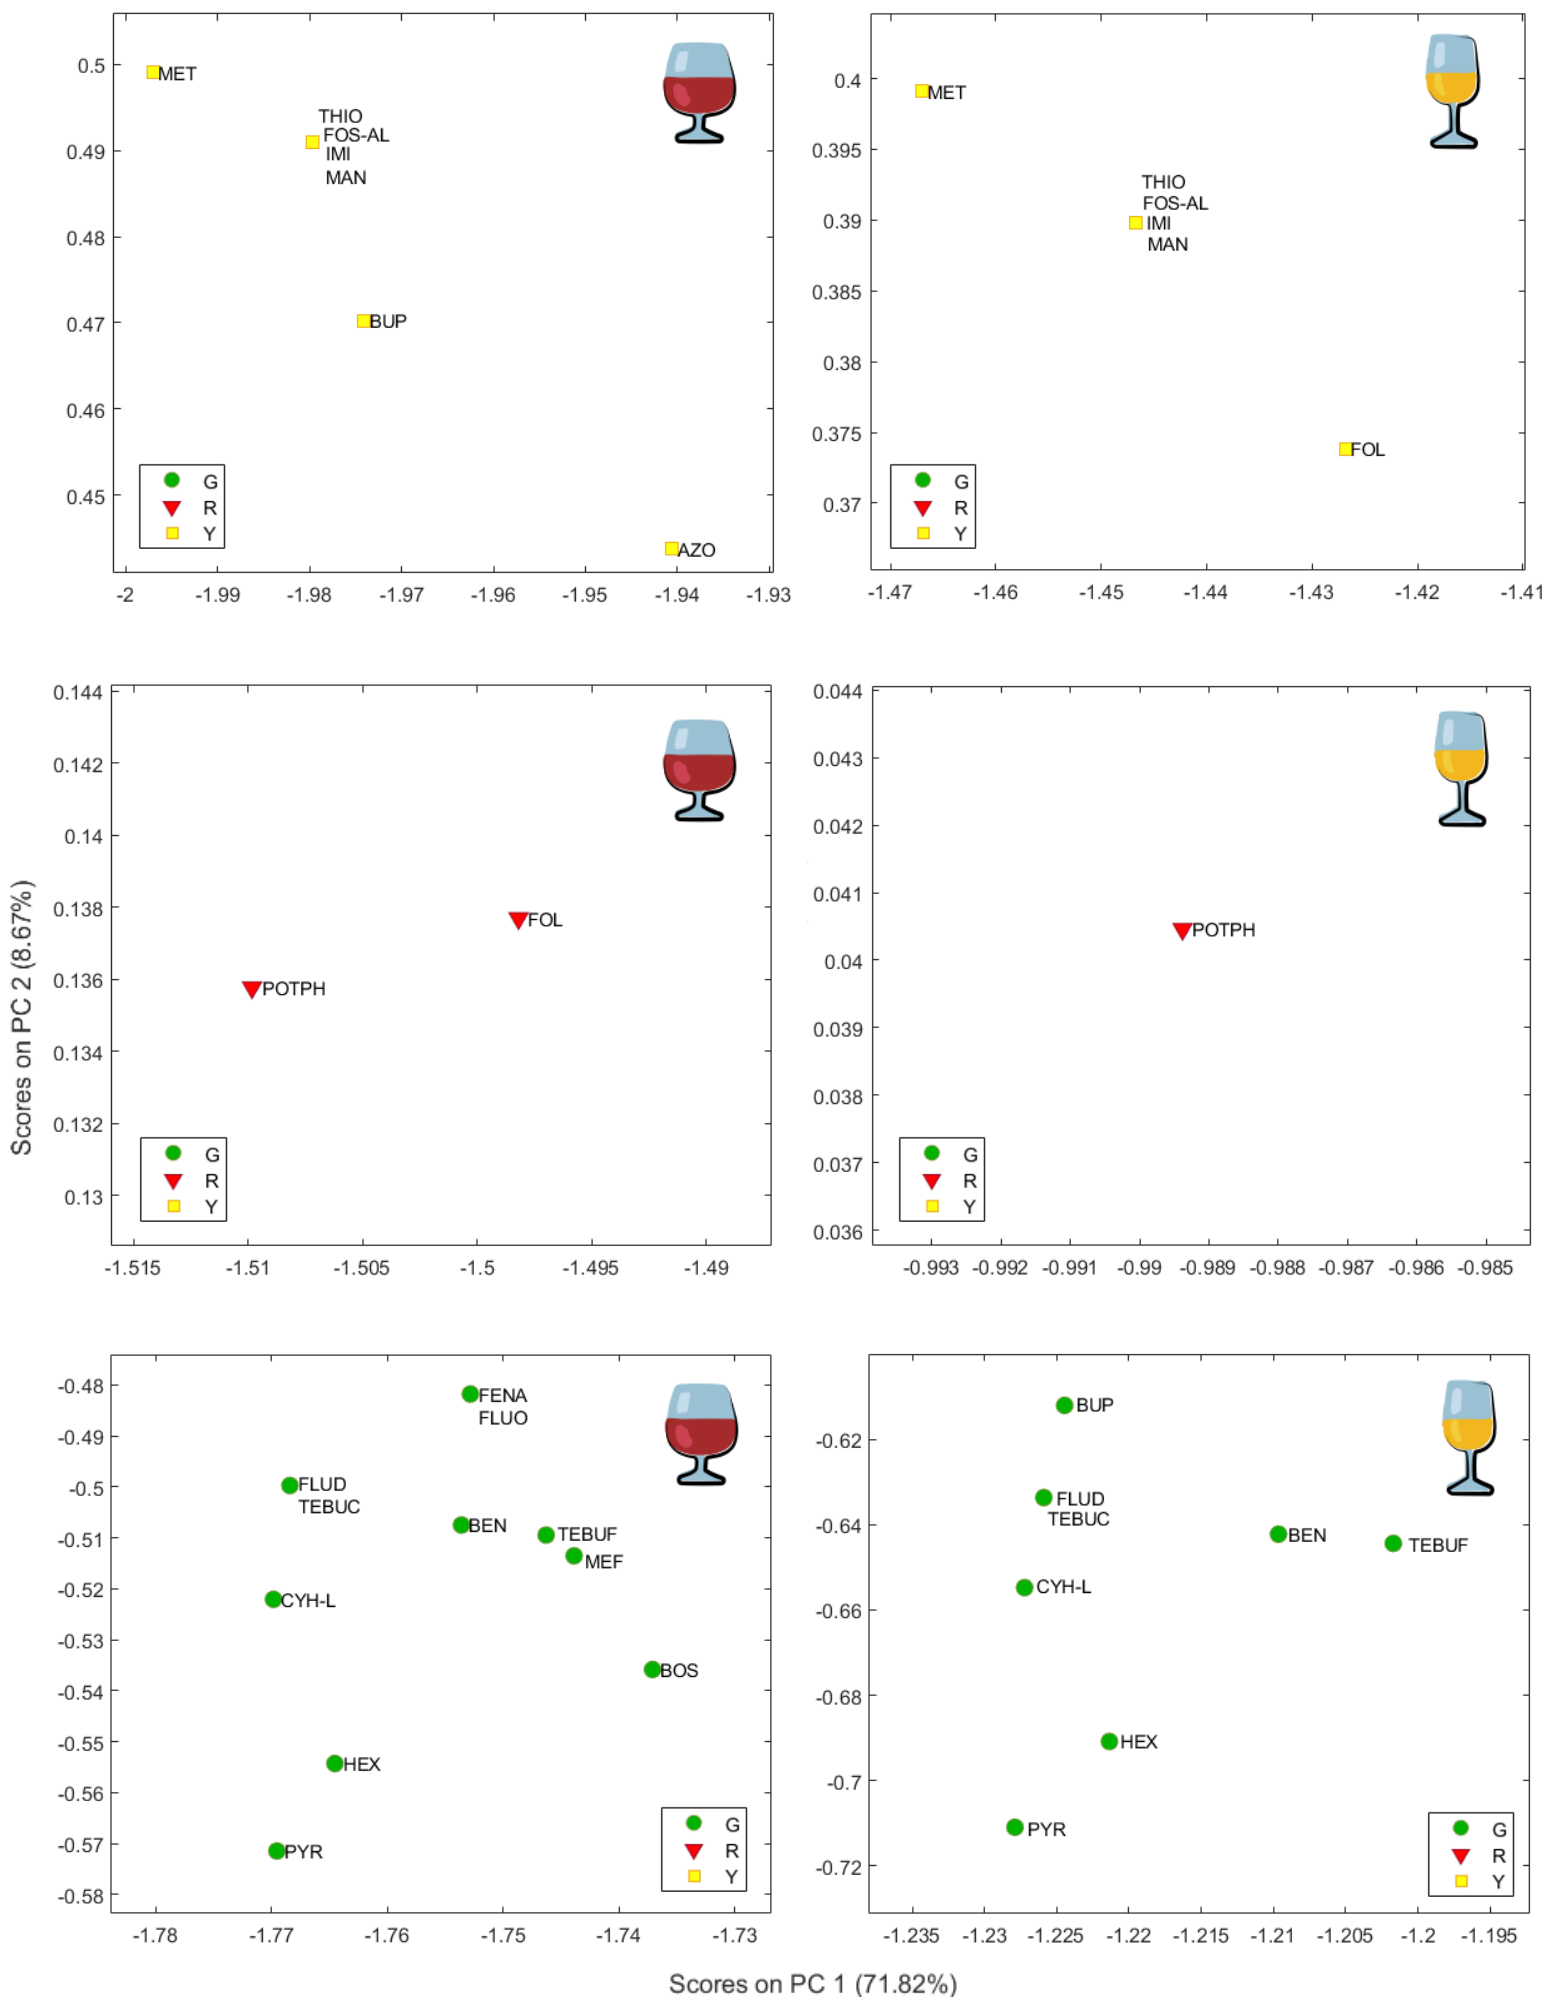 0.5
0.49
0.48
0.47
0.46
0.45
MET
THIO
FOS-AL
IMI
MAN
BUP
AZO
G
R
Y
-2 -1.99 -1.98 -1.97 -1.96 -1.95 -1.94 -1.93
0.4
0.395
0.39
0.385
0.38
0.375
0.37
MET
THIO
FOS-AL
IMI
MAN
FOL
G
R
Y
-1.47 -1.46 -1.45 -1.44 -1.43 -1.42 -1.41
Scores on PC 2 (8.67%)
0.144
0.142
0.14
0.138
0.136
0.134
0.132
0.13
FOL
POTPH
G
R
Y
-1.515 -1.51 -1.505 -1.5 -1.495 -1.49
0.044
0.043
0.042
0.041
0.04
0.039
0.038
0.037
0.036
POTPH
G
R
Y
-0.993 -0.992 -0.991 -0.99 -0.989 -0.988 -0.987 -0.986 -0.985
-0.48
-0.49
-0.5
-0.51
-0.52
-0.53
-0.54
-0.55
-0.56
-0.57
-0.58
FENA
FLUO
FLUD
TEBUC
BEN
TEBUF
MEF
CYH-L
BOS
HEX
PYR
G
R
Y
-1.78 -1.77 -1.76 -1.75 -1.74 -1.73
-0.62
-0.64
-0.66
-0.68
-0.7
-0.72
BUP
FLUD
TEBUC
BEN
TEBUF
CYH-L
HEX
PYR
G
R
Y
-1.235 -1.23 -1.225 -1.22 -1.215 -1.21 -1.205 -1.2 -1.195
Scores on PC 1 (71.82%)